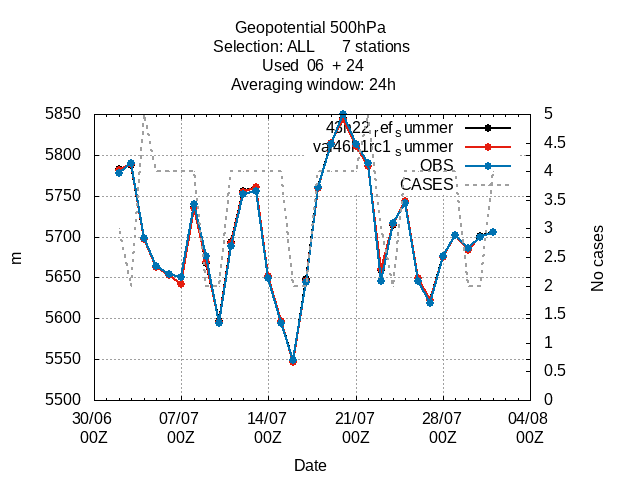 Geopotential 500hPa
Selection: ALL 7 stations
Used 06 + 24
Averaging window: 24h
43h22_ref_summer
OBS
CASES
5850
5800
5750
5700
5650
5600
5550
5500
5
4.5
4
3.5
3
2.5
2
1.5
1
0.5
0
m
No cases
30/06 07/07 14/07 21/07 28/07 04/08
00Z 00Z 00Z 00Z 00Z 00Z
Date